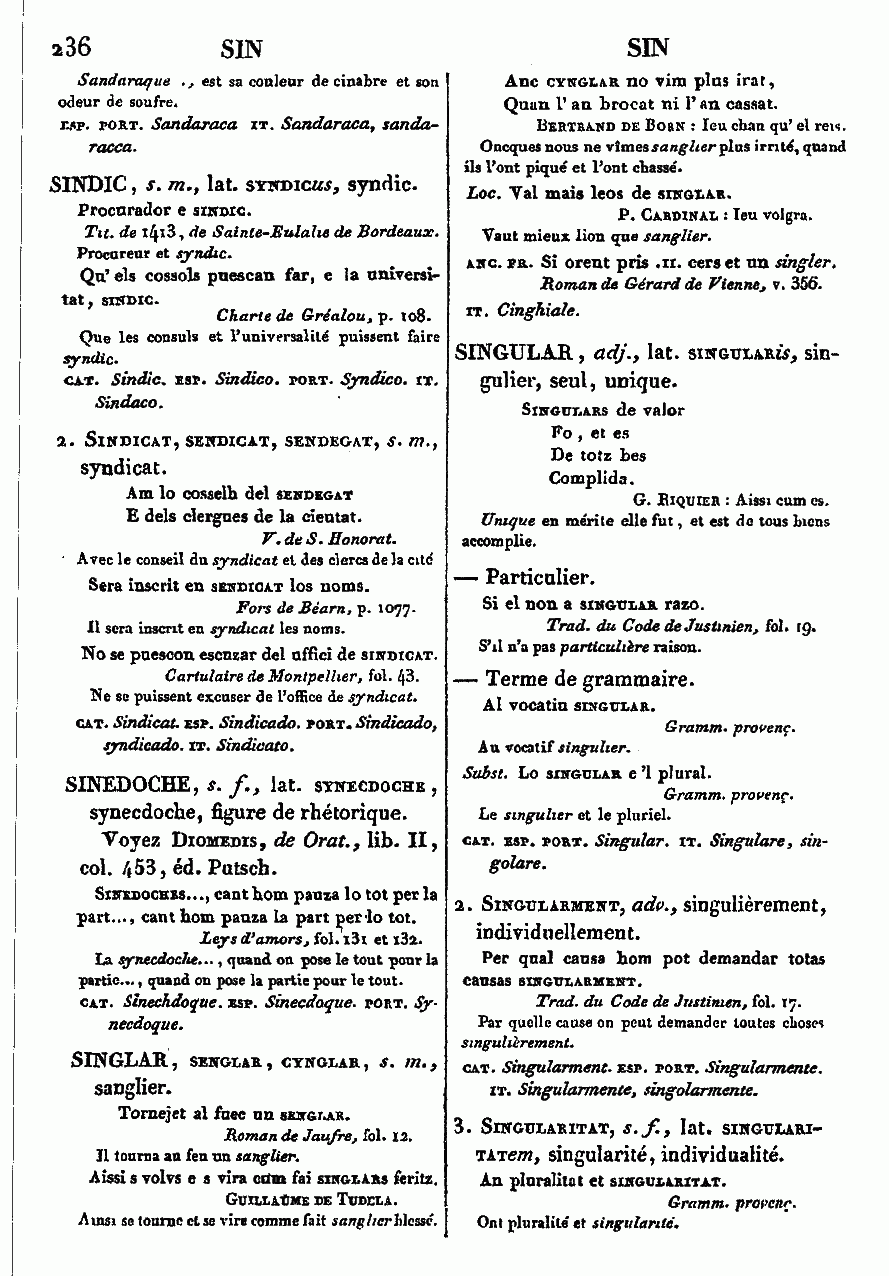 236 SIN SIN
Sandaraque ., est sa couleur de cinabre et son
odeur de soufre.
ESP. PORT. Sandaraca IT. Sandaraca, sanda-
racca.
SINDIC, s. m., lat. SYNDICUS, syndic.
Procurador e SINDIC.
Tit. de 1413, de Sainte-Eulalie de Bordeaux.
Procureur et syndic.
Qu'els cossols puescan far, e la universi-
tat, SINDIC.
Charte de Gréalou, p. 108.
Que les consuls et l'universalité puissent faire
syndic.
CAT. Sindic. ESP. Sindico. PORT. Syndico. IT.
Sindaco.
2. SINDICAT, SENDICAT, SENDEGAT, s. m.,
syndicat.
Am lo cosselh del SENDEGAT
E dels clergues de la cieutat.
V. de S. Honorat.
Avec le conseil du syndicat et des clercs de la cité
Sera inscrit en SENDICAT los noms.
Fors de Béarn, p. 1077.
Il sera inscrit en syndicat les noms.
No se puescon escuzar del uffici de SINDICAT.
Cartulaire de Montpellier, fol. 43.
Ne se puissent excuser de l'office de syndicat.
CAT. Sindicat. ESP. Sindicado. PORT. Sindicado,
syndicado. IT. Sindicato.
SINEDOCHE, s. f., lat. SYNECDOCHE,
synecdoche, figure de rhétorique.
Voyez DIOMEDIS, de Orat., lib. II,
col. 453, éd. Putsch.
SINEDOCHES..., cant hom pauza lo tot per la
part..., cant hom pauza la part per lo tot.
Leys d'amors, fol. 131 et 132.
La synecdoche..., quand on pose le tout pour la
partie..., quand on pose la partie pour le tout.
CAT. Sinechdoque. ESP. Sinecdoque. PORT. Sy-
necdoque.
SINGLAR, SENGLAR, CYNGLAR, s. m.,
sanglier.
Tornejet al fuec un SENGLAR.
Roman de Jaufre, fol. 12.
Il tourna au feu un sanglier.
Aissi s volvs e s vira cum fai SINGLARS feritz.
GUILLAUME DE TUDELA.
Ainsi se tourne et se vire comme fait sanglier blessé.
Anc CYNGLAR no vim plus irat,
Quan l'an brocat ni l'an cassat.
BERTRAND DE BORN : Ieu chan qu'el reis.
Oncques nous ne vîmes sanglier plus irrité, quand
ils l'ont piqué et l'ont chassé.
Loc. Val mais leos de SINGLAR.
P. CARDINAL : Ieu volgra.
Vaut mieux lion que sanglier.
ANC. FR. Si orent pris .II. cers et un singler.
Roman de Gérard de Vienne, v. 356.
IT. Cinghiale.
SINGULAR, adj., lat. SINGULARis, sin-
gulier, seul, unique.
SINGULARS de valor
Fo, et es
De totz bes
Complida.
G. RIQUIER : Aissi cum es.
Unique en mérite elle fut, et est de tous biens
accomplie.
— Particulier.
Si el non a SINGULAR razo.
Trad. du Code de Justinien, fol. 19.
S'il n'a pas particulière raison.
— Terme de grammaire.
Al vocatiu SINGULAR.
Gramm. provenç.
Au vocatif singulier.
Subst. Lo SINGULAR e 'l plural.
Gramm. provenç.
Le singulier et le pluriel.
CAT. ESP. PORT. Singular. IT. Singulare, sin-
golare.
2. SINGULARMENT, adv., singulièrement,
individuellement.
Per qual causa hom pot demandar totas
causas SINGULARMENT.
Trad. du Code de Justinien, fol. 17.
Par quelle cause on peut demander toutes choses
singulièrement.
CAT. Singularment. ESP. PORT. Singularmente.
IT. Singularmente, singolarmente.
3. SINGULARITAT, s. f., lat. SINGULARI-
TATem, singularité, individualité.
An pluralitat et SINGULARITAT.
Gramm. provenç.
Ont pluralité et singularité.